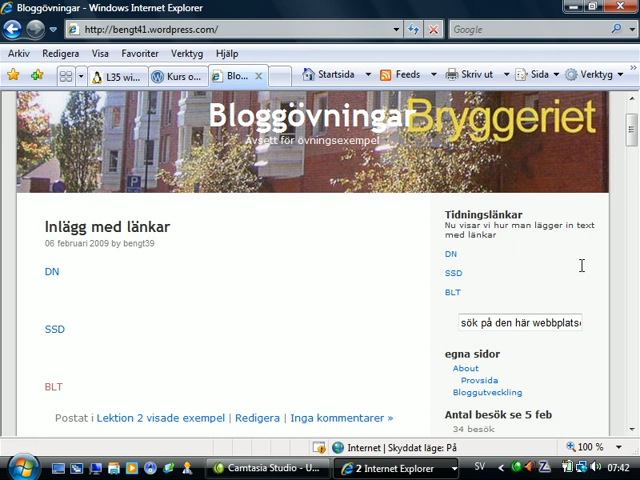 Bloggövningar - Windows Internet Explorer
http://bengt41.wordpress.com/
Google
Arkiv Redigera Visa Favoriter Verktyg Hjälp
L35 wi... Kurs o... Blo... Startsida Feeds Skriv ut Sida Verktyg
Bloggövningar Bryggeriet
Avsett för övningsexempel
P
Inlägg med länkar
06 februari 2009 by bengt39
DN
SSD
BLT
Postat i Lektion 2 visade exempel | Redigera | Inga kommentarer »
Tidningslänkar
Nu visar vi hur man lägger in text
med länkar
DN
SSD
BLT
sök på den här webbplats
egna sidor
About
Provsida
Bloggutveckling
Antal besök se 5 feb
34 besök
Internet | Skyddat läge: På 100 %
Camtasia Studio - U... 2 Internet Explorer SV 07:42